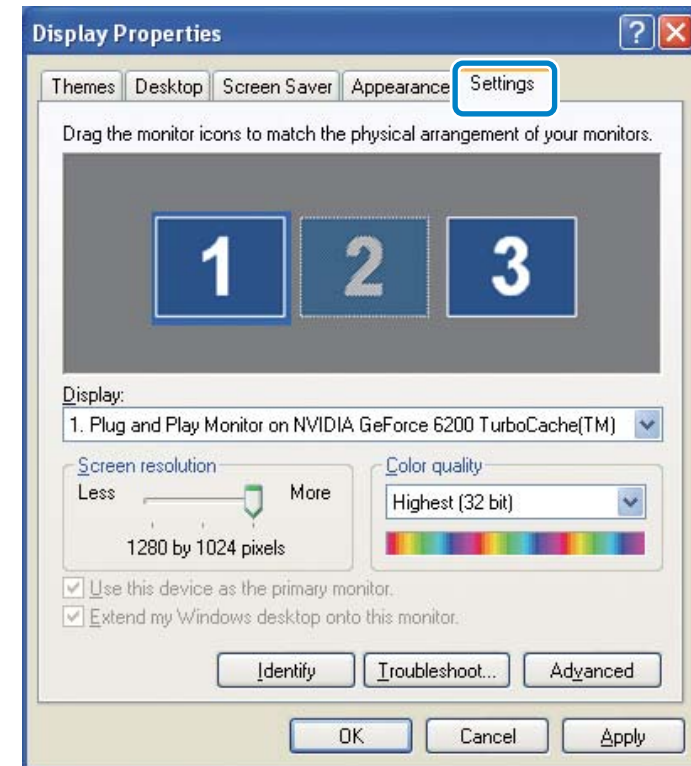 Display Properties
Themes Desktop Screen Saver Appearance Settings
Drag the monitor icons to match the physical arrangement of your monitors.
1 2 3
Display:
1. Plug and Play Monitor on NVIDIA GeForce 6200 TurboCache(TM)
Screen resolution Color quality
Less More Highest (32 bit)
1280 by 1024 pixels
Use this device as the primary monitor.
Extend my Windows desktop onto this monitor.
Identify Troubleshoot... Advanced
OK Cancel Apply